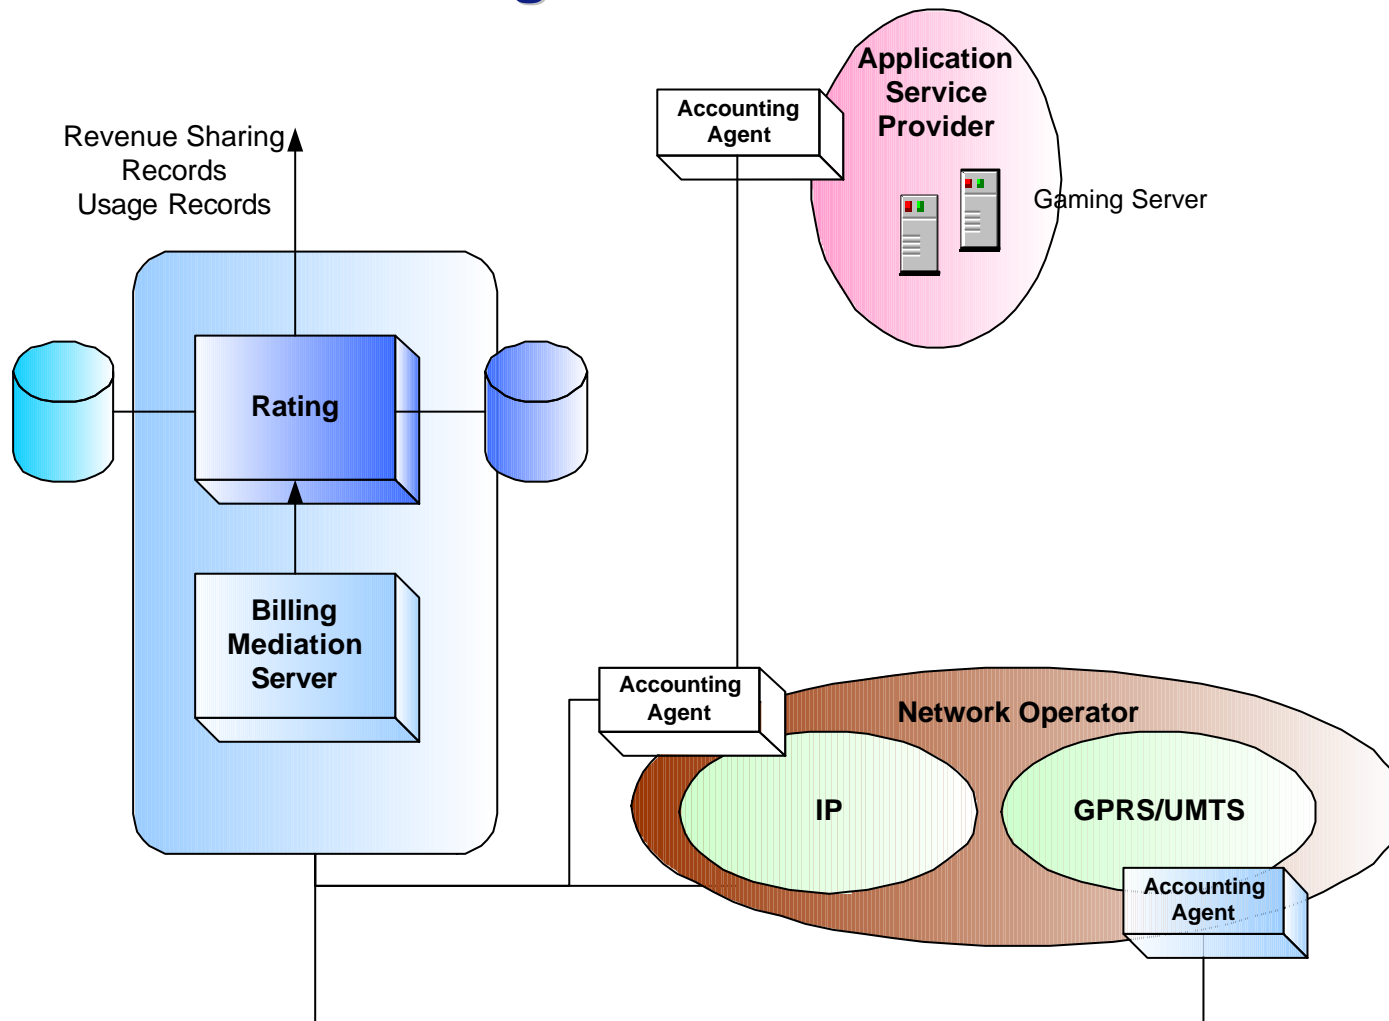 Application
Service
Provider
Accounting
Agent
Revenue Sharing
Records
Usage Records
Gaming Server
Rating
Billing
Mediation
Server
Accounting
Agent
Network Operator
IP
GPRS/UMTS
Accounting
Agent